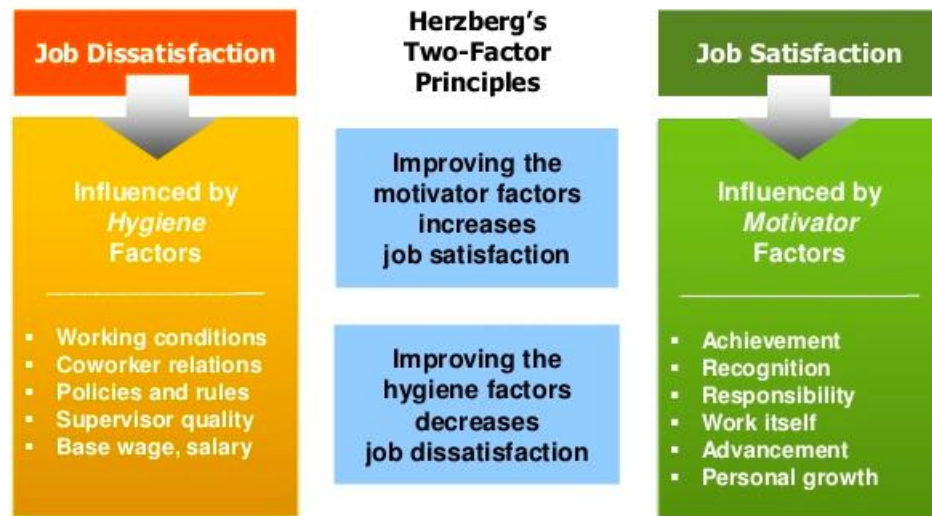 Job Dissatisfaction
Influenced by
Hygiene
Factors
▪ Working conditions
▪ Coworker relations
▪ Policies and rules
▪ Supervisor quality
▪ Base wage, salary
Herzberg's
Two-Factor
Principles
Improving the
motivator factors
increases
job satisfaction
Improving the
hygiene factors
decreases
job dissatisfaction
Job Satisfaction
Influenced by
Motivator
Factors
▪ Achievement
▪ Recognition
▪ Responsibility
▪ Work itself
▪ Advancement
▪ Personal growth